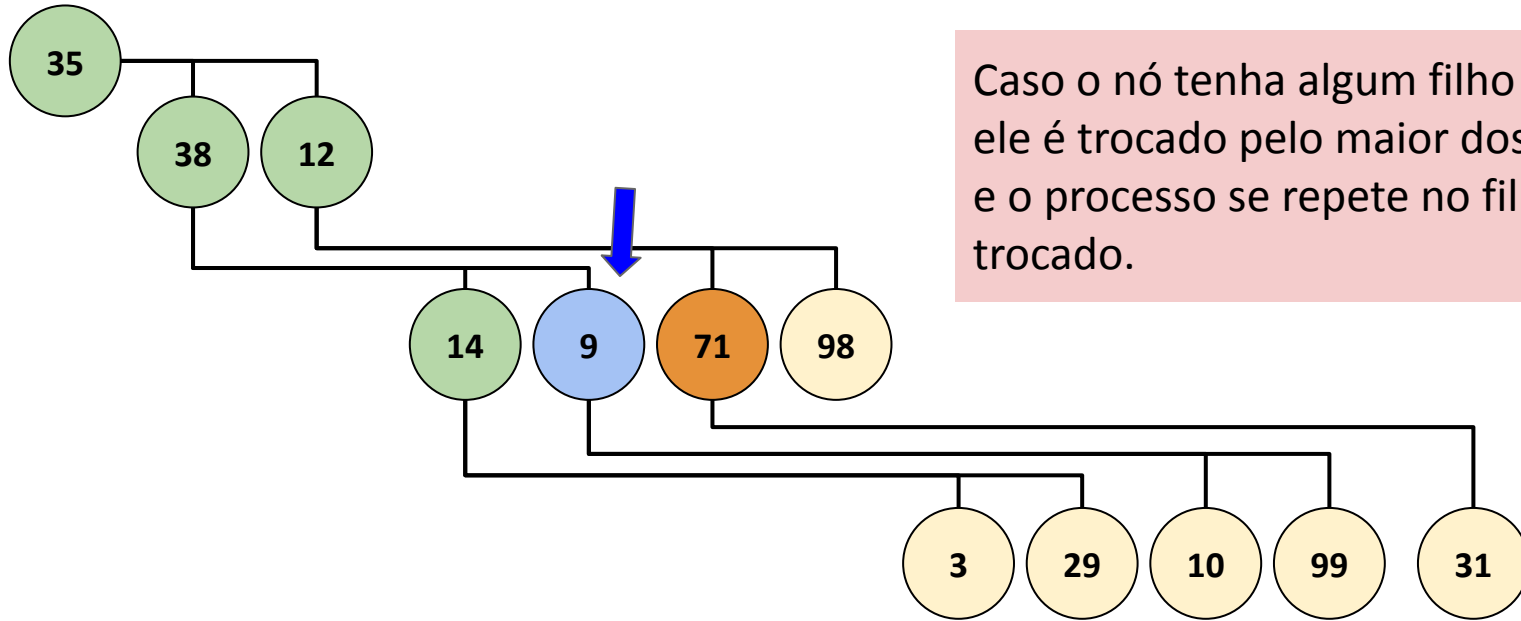 35
Caso o nó tenha algum filho
ele é trocado pelo maior dos
e o processo se repete no fil
trocado.
38 12
14 9 71 98
3 29 10 99 31